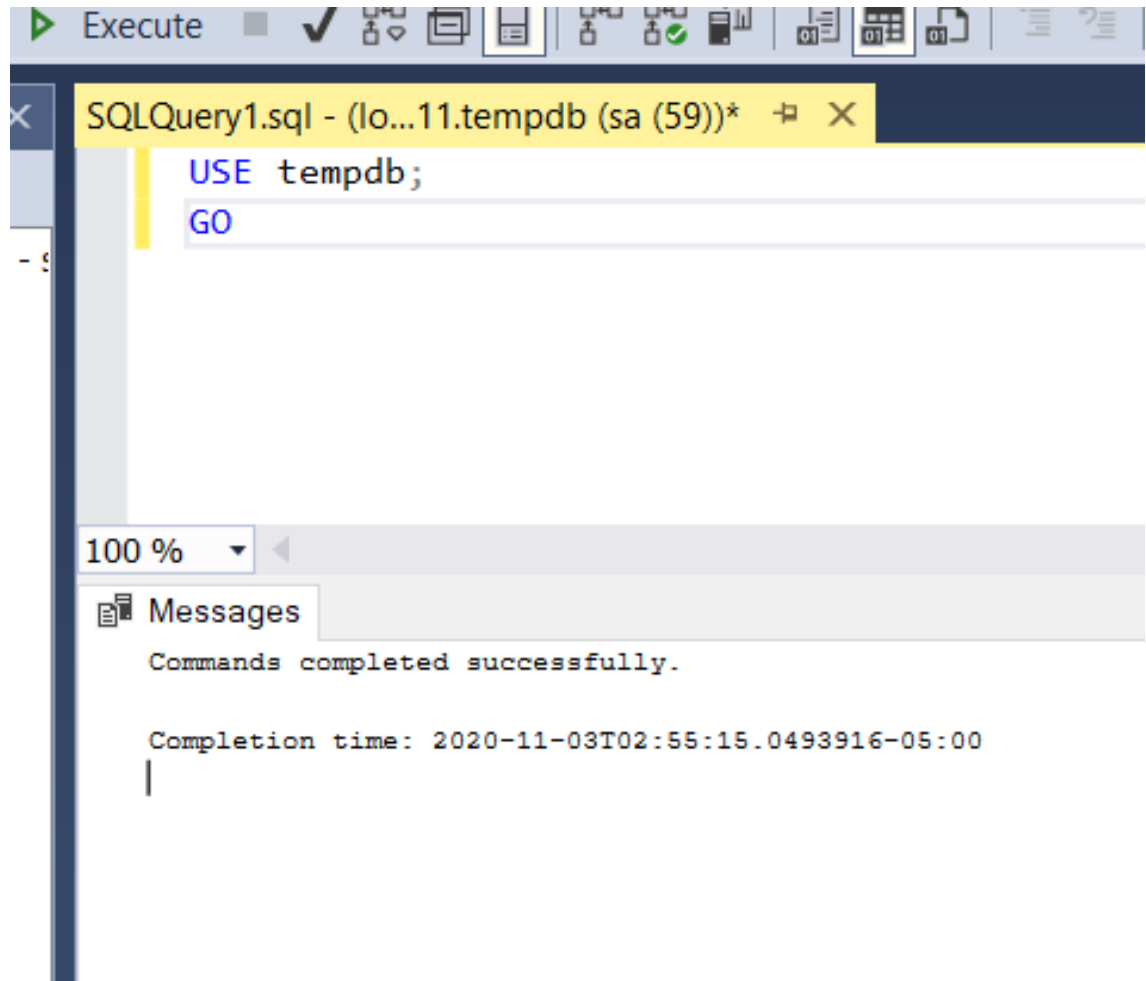 Execute
SQLQuery1.sql - (lo...11.tempdb (sa (59))*
USE tempdb;
GO
100 %
Messages
Commands completed successfully.
Completion time: 2020-11-03T02:55:15.0493916-05:00